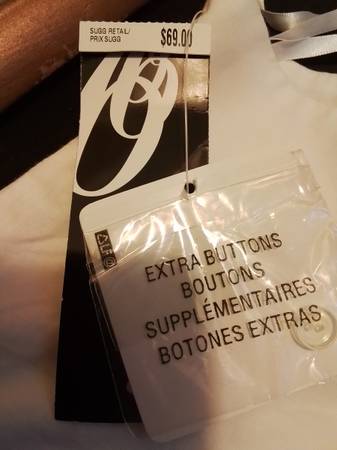 SUGG RETAIL/
PRIX SUGG
$69.00
EXTRA BUTTONS
BOUTONS
SUPPLÉMENTAIRES
BOTONES EXTRAS